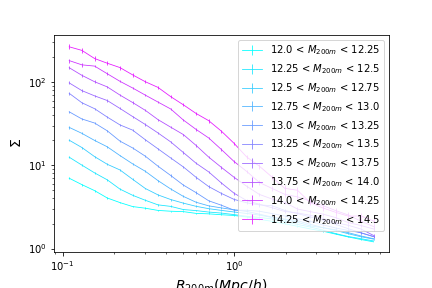 12.0 < M200m < 12.25
12.25 < M200m < 12.5
12.5 < M200m < 12.75
12.75 < M200m < 13.0
13.0 < M200m < 13.25
13.25 < M200m < 13.5
13.5 < M200m < 13.75
13.75 < M200m < 14.0
14.0 < M200m < 14.25
14.25 < M200m < 14.5
Σ
10²
10¹
10⁰
10⁻¹ 10⁰
R200m(Mpc/h)